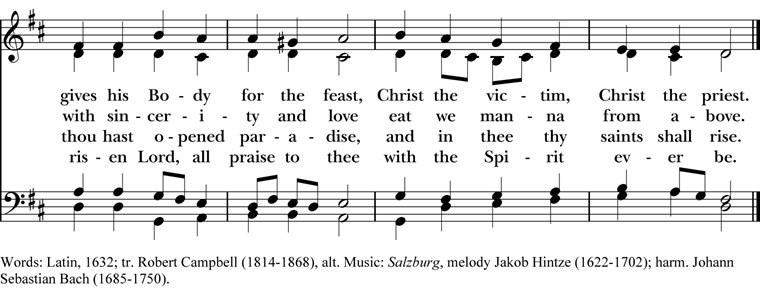 gives his Bo - dy for the feast, Christ the vic - tim, Christ the priest.
with sin - cer - i - ty and love eat we man - na from a - bove.
thou hast o - pened par - a - dise, and in thee thy saints shall rise.
ris - en Lord, all praise to thee with the Spi - rit ev - er be.
Words: Latin, 1632; tr. Robert Campbell (1814-1868), alt. Music: Salzburg, melody Jakob Hintze (1622-1702); harm. Johann
Sebastian Bach (1685-1750).